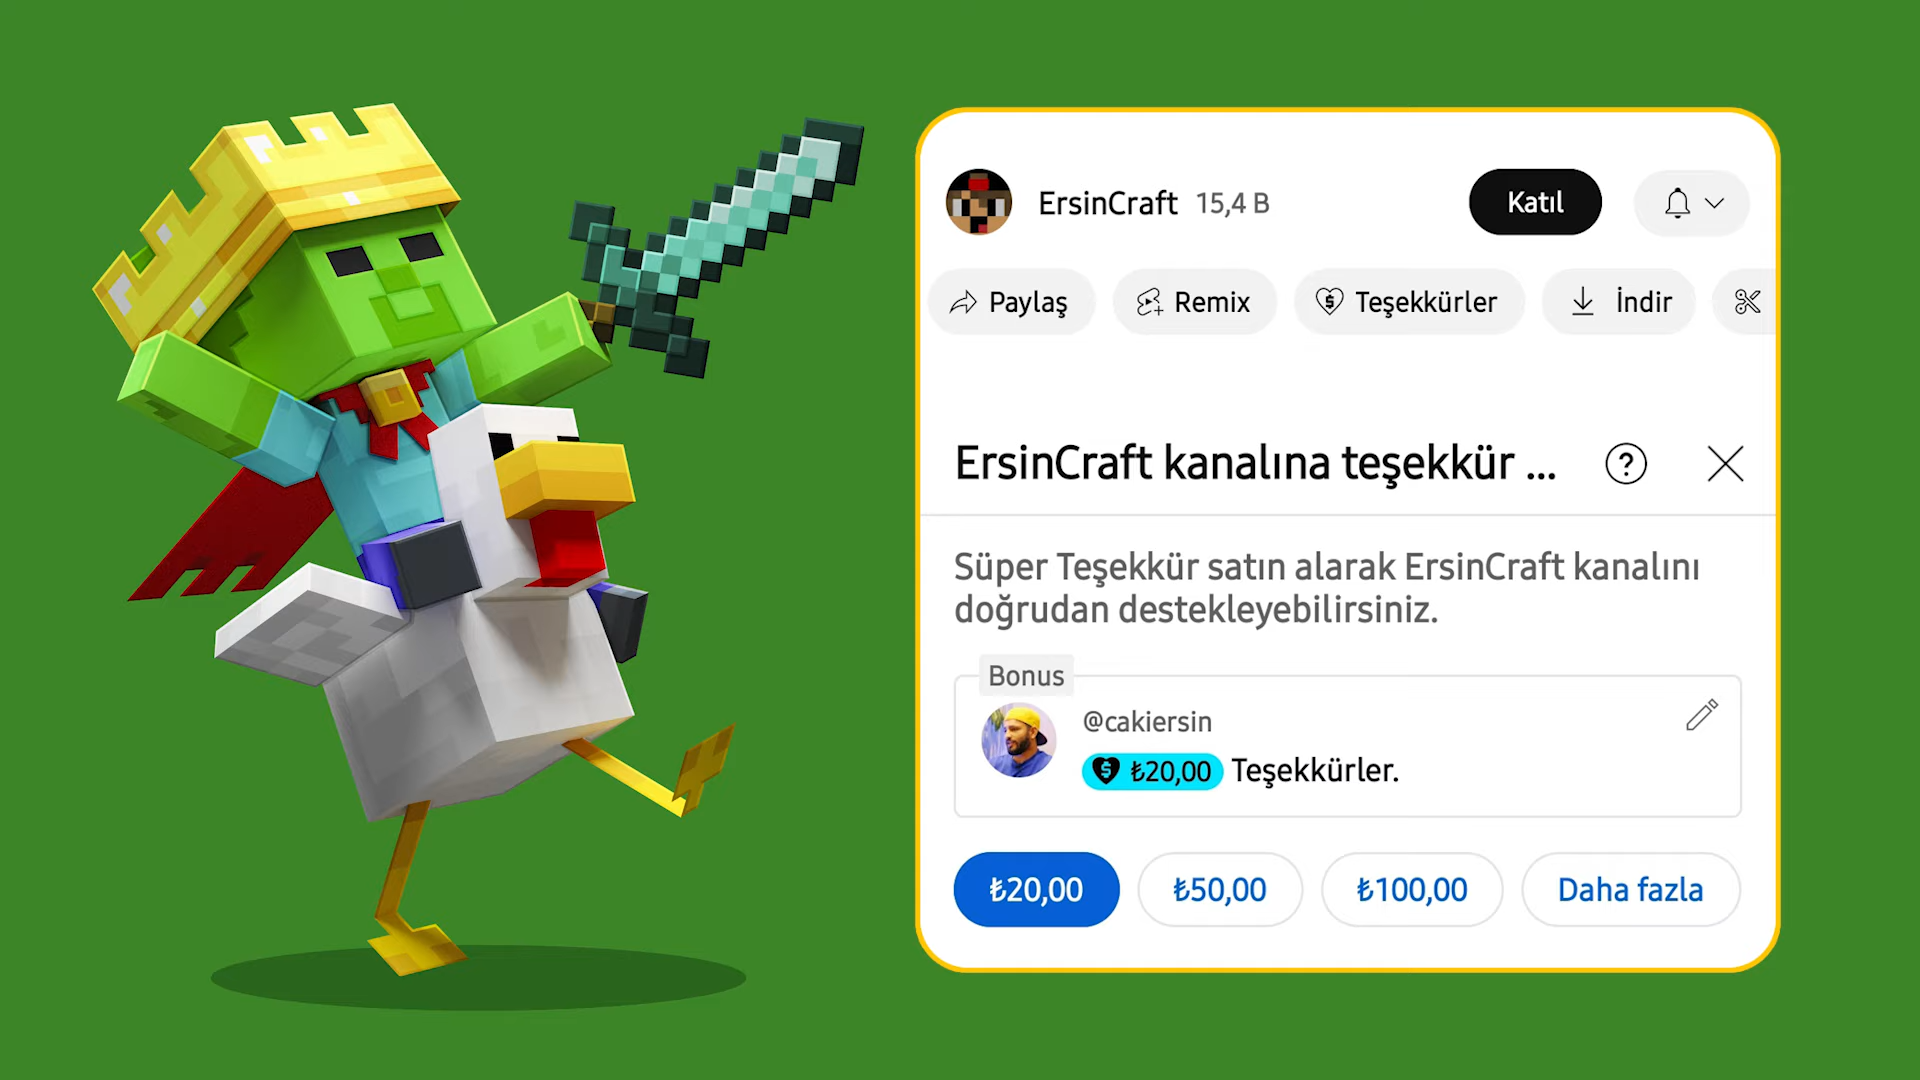 ErsinCraft 15,4 B Katıl
Paylaş Remix Teşekkürler İndir
ErsinCraft kanalına teşekkür ...
Süper Teşekkür satın alarak ErsinCraft kanalını
doğrudan destekleyebilirsiniz.
Bonus
@cakiersin
₺20,00 Teşekkürler.
₺20,00 ₺50,00 ₺100,00 Daha fazla